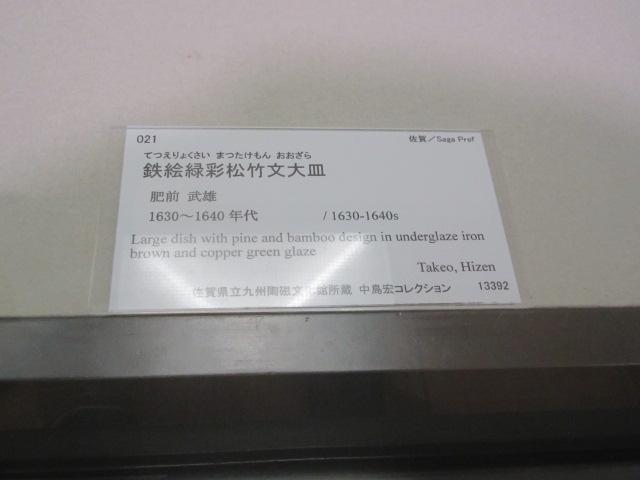 021 佐賀／Saga Pref
てつえりょくさい まつたけもん おおざら
鉄絵緑彩松竹文大皿
肥前 武雄
1630～1640 年代 / 1630-1640s
Large dish with pine and bamboo design in underglaze iron
brown and copper green glaze
Takeo, Hizen
佐賀県立九州陶磁文化館所蔵 中島宏コレクション 13392